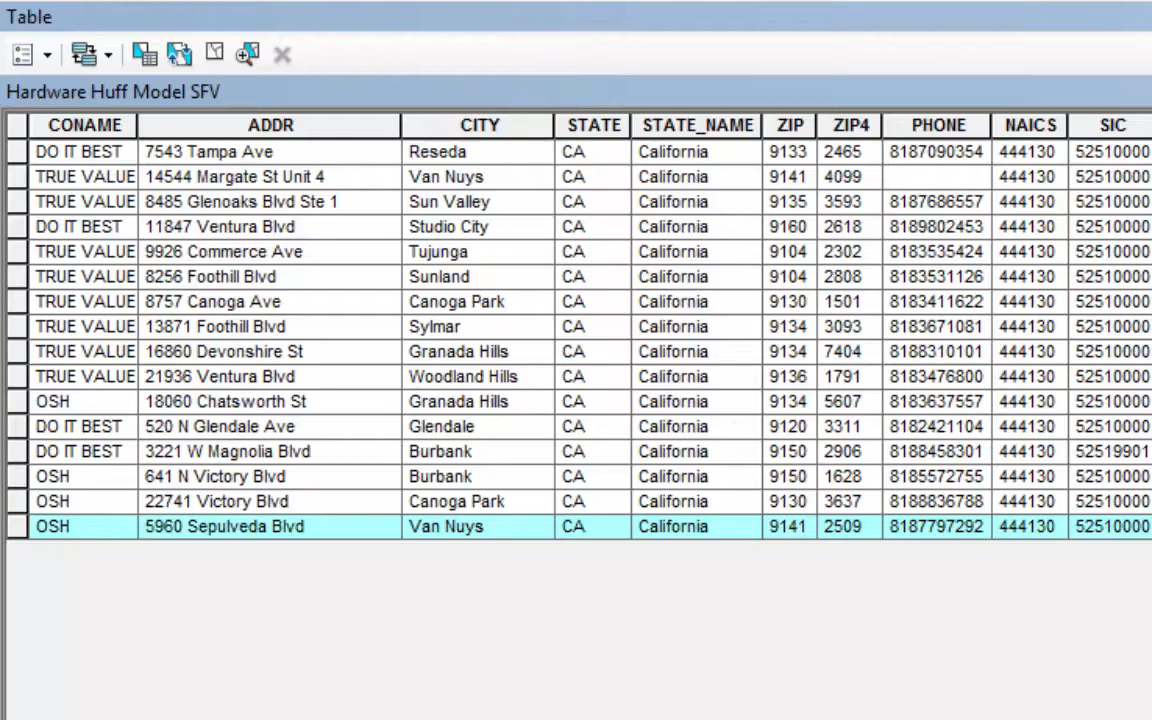 Table
Hardware Huff Model SFV
CONAME ADDR CITY STATE STATE_NAME ZIP ZIP4 PHONE NAICS SIC
DO IT BEST 7543 Tampa Ave Reseda CA California 9133 2465 8187090354 444130 52510000
TRUE VALUE 14544 Margate St Unit 4 Van Nuys CA California 9141 4099 444130 52510000
TRUE VALUE 8485 Glenoaks Blvd Ste 1 Sun Valley CA California 9135 3593 8187686557 444130 52510000
DO IT BEST 11847 Ventura Blvd Studio City CA California 9160 2618 8189802453 444130 52510000
TRUE VALUE 9926 Commerce Ave Tujunga CA California 9104 2302 8183535424 444130 52510000
TRUE VALUE 8256 Foothill Blvd Sunland CA California 9104 2808 8183531126 444130 52510000
TRUE VALUE 8757 Canoga Ave Canoga Park CA California 9130 1501 8183411622 444130 52510000
TRUE VALUE 13871 Foothill Blvd Sylmar CA California 9134 3093 8183671081 444130 52510000
TRUE VALUE 16860 Devonshire St Granada Hills CA California 9134 7404 8188310101 444130 52510000
TRUE VALUE 21936 Ventura Blvd Woodland Hills CA California 9136 1791 8183476800 444130 52510000
OSH 18060 Chatsworth St Granada Hills CA California 9134 5607 8183637557 444130 52510000
DO IT BEST 520 N Glendale Ave Glendale CA California 9120 3311 8182421104 444130 52510000
DO IT BEST 3221 W Magnolia Blvd Burbank CA California 9150 2906 8188458301 444130 52519901
OSH 641 N Victory Blvd Burbank CA California 9150 1628 8185572755 444130 52510000
OSH 22741 Victory Blvd Canoga Park CA California 9130 3637 8188836788 444130 52510000
OSH 5960 Sepulveda Blvd Van Nuys CA California 9141 2509 8187797292 444130 52510000